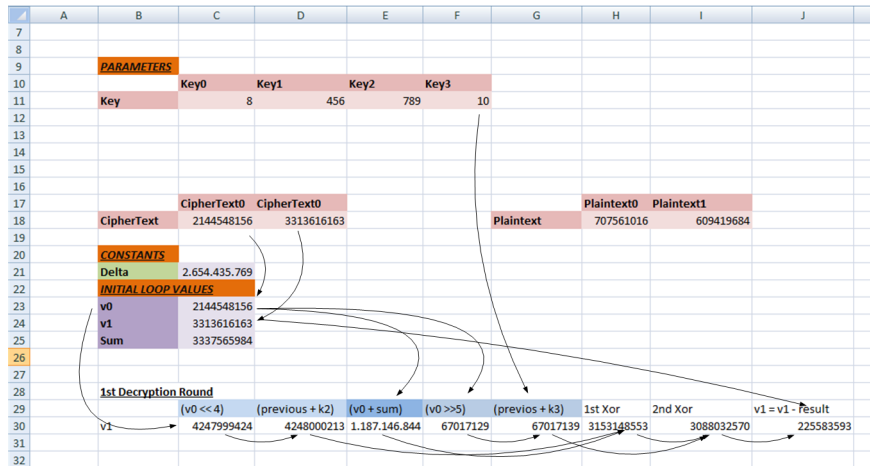 A B C D E F G H I J
7
8
9 PARAMETERS
10 Key0 Key1 Key2 Key3
11 Key 8 456 789 10
12
13
14
15
16
17 CipherText0 CipherText0 Plaintext0 Plaintext1
18 CipherText 2144548156 3313616163 Plaintext 707561016 609419684
19
20 CONSTANTS
21 Delta 2.654.435.769
22 INITIAL LOOP VALUES
23 v0 2144548156
24 v1 3313616163
25 Sum 3337565984
26
27
28 1st Decryption Round
29 (v0 << 4) (previous + k2) (v0 + sum) (v0 >>5) (previos + k3) 1st Xor 2nd Xor v1 = v1 - result
30 v1 4247999424 4248000213 1.187.146.844 67017129 67017139 3153148553 3088032570 225583593
31
32